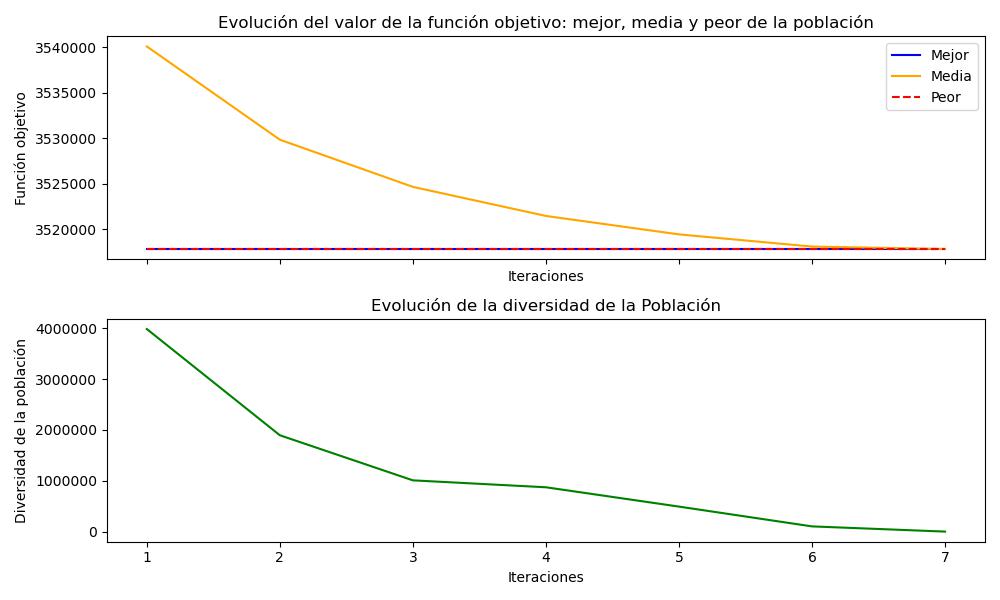 Evolución del valor de la función objetivo: mejor, media y peor de la población
3540000
3535000
3530000
3525000
3520000
Función objetivo
Mejor
Media
Peor
Iteraciones
Evolución de la diversidad de la Población
4000000
3000000
2000000
1000000
0
Diversidad de la población
1 2 3 4 5 6 7
Iteraciones